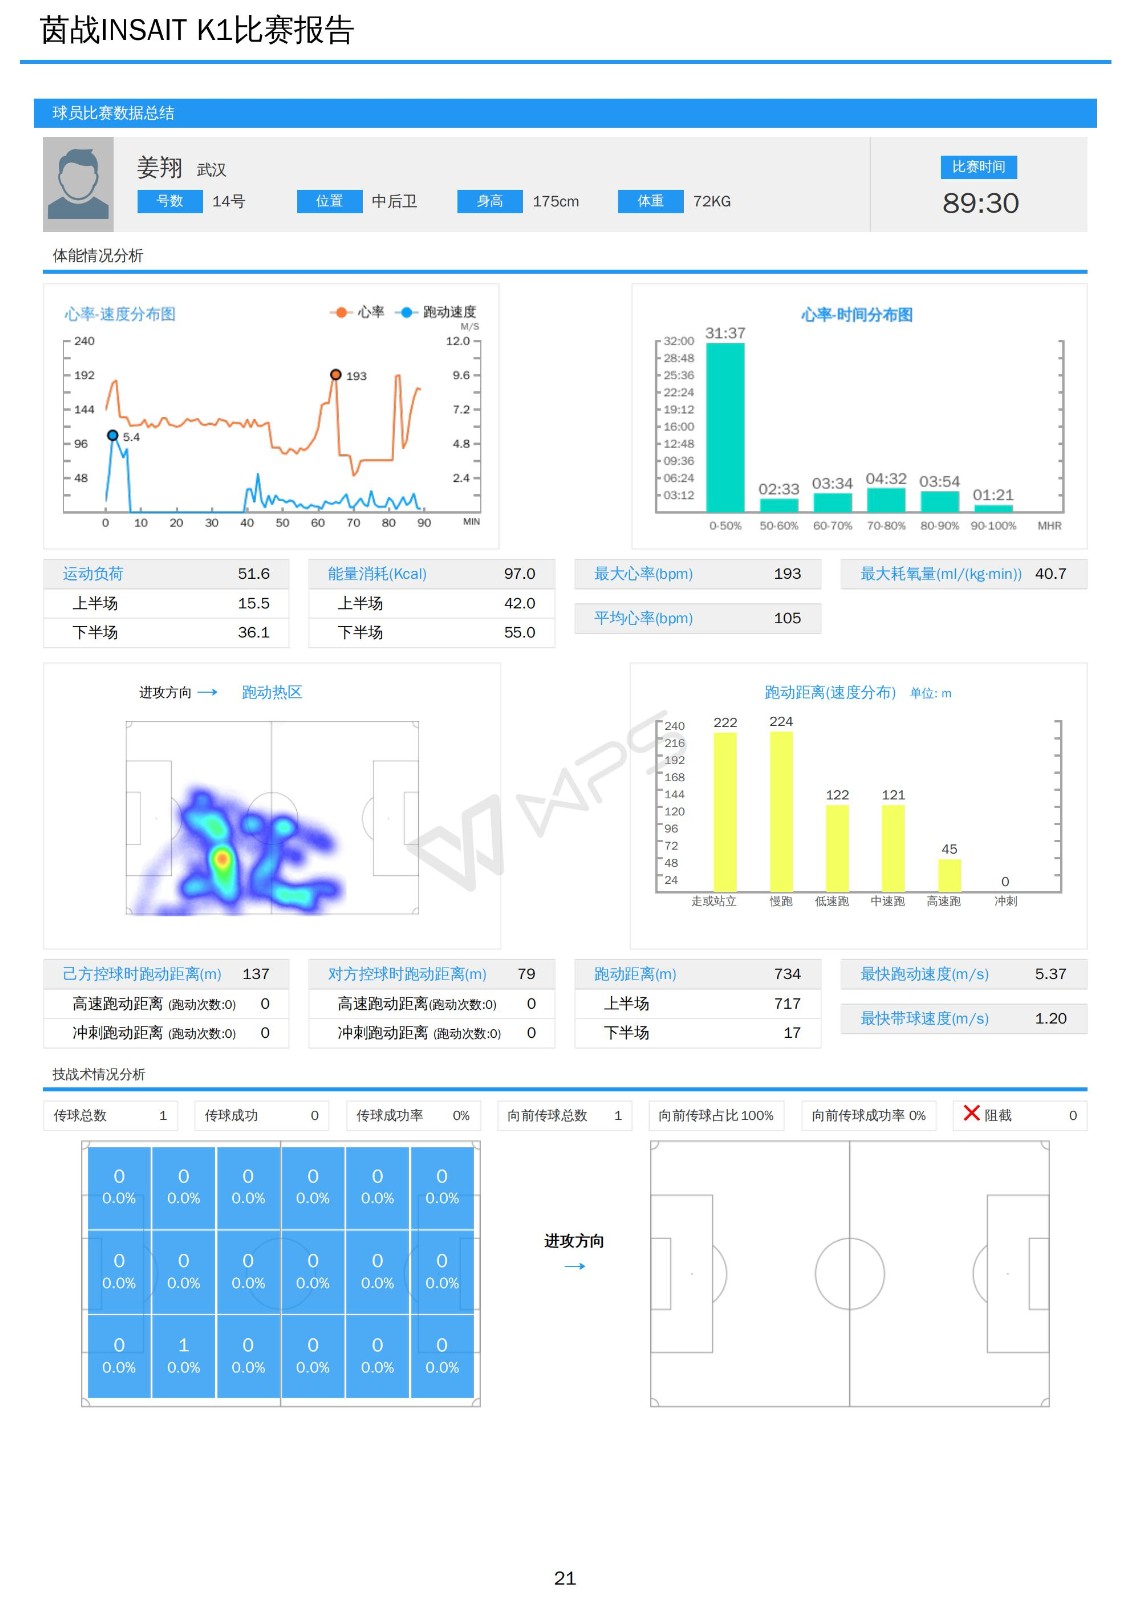 茵战INSAIT K1比赛报告
球员比赛数据总结
姜翔 武汉
号数 14号 位置 中后卫 身高 175cm 体重 72KG
比赛时间
89:30
体能情况分析
心率-速度分布图 心率 跑动速度
M/S
240 12.0
192 9.6
144 7.2
96 4.8
48 2.4
193
5.4
0 10 20 30 40 50 60 70 80 90 MIN
心率-时间分布图
32:00
28:48
25:36
22:24
19:12
16:00
12:48
09:36
06:24
03:12
31:37 02:33 03:34 04:32 03:54 01:21
0-50% 50-60% 60-70% 70-80% 80-90% 90-100% MHR
运动负荷 51.6
上半场 15.5
下半场 36.1
能量消耗(Kcal) 97.0
上半场 42.0
下半场 55.0
最大心率(bpm) 193
平均心率(bpm) 105
最大耗氧量(ml/(kg·min)) 40.7
进攻方向 → 跑动热区
跑动距离(速度分布) 单位: m
240
216
192
168
144
120
96
72
48
24
222 224 122 121 45 0
走或站立 慢跑 低速跑 中速跑 高速跑 冲刺
WPS
己方控球时跑动距离(m) 137
高速跑动距离 (跑动次数:0) 0
冲刺跑动距离 (跑动次数:0) 0
对方控球时跑动距离(m) 79
高速跑动距离(跑动次数:0) 0
冲刺跑动距离 (跑动次数:0) 0
跑动距离(m) 734
上半场 717
下半场 17
最快跑动速度(m/s) 5.37
最快带球速度(m/s) 1.20
技战术情况分析
传球总数 1 传球成功 0 传球成功率 0% 向前传球总数 1 向前传球占比 100% 向前传球成功率 0% 阻截 0
0 0 0 0 0 0
0.0% 0.0% 0.0% 0.0% 0.0% 0.0%
0 0 0 0 0 0
0.0% 0.0% 0.0% 0.0% 0.0% 0.0%
0 1 0 0 0 0
0.0% 0.0% 0.0% 0.0% 0.0% 0.0%
进攻方向
→
21